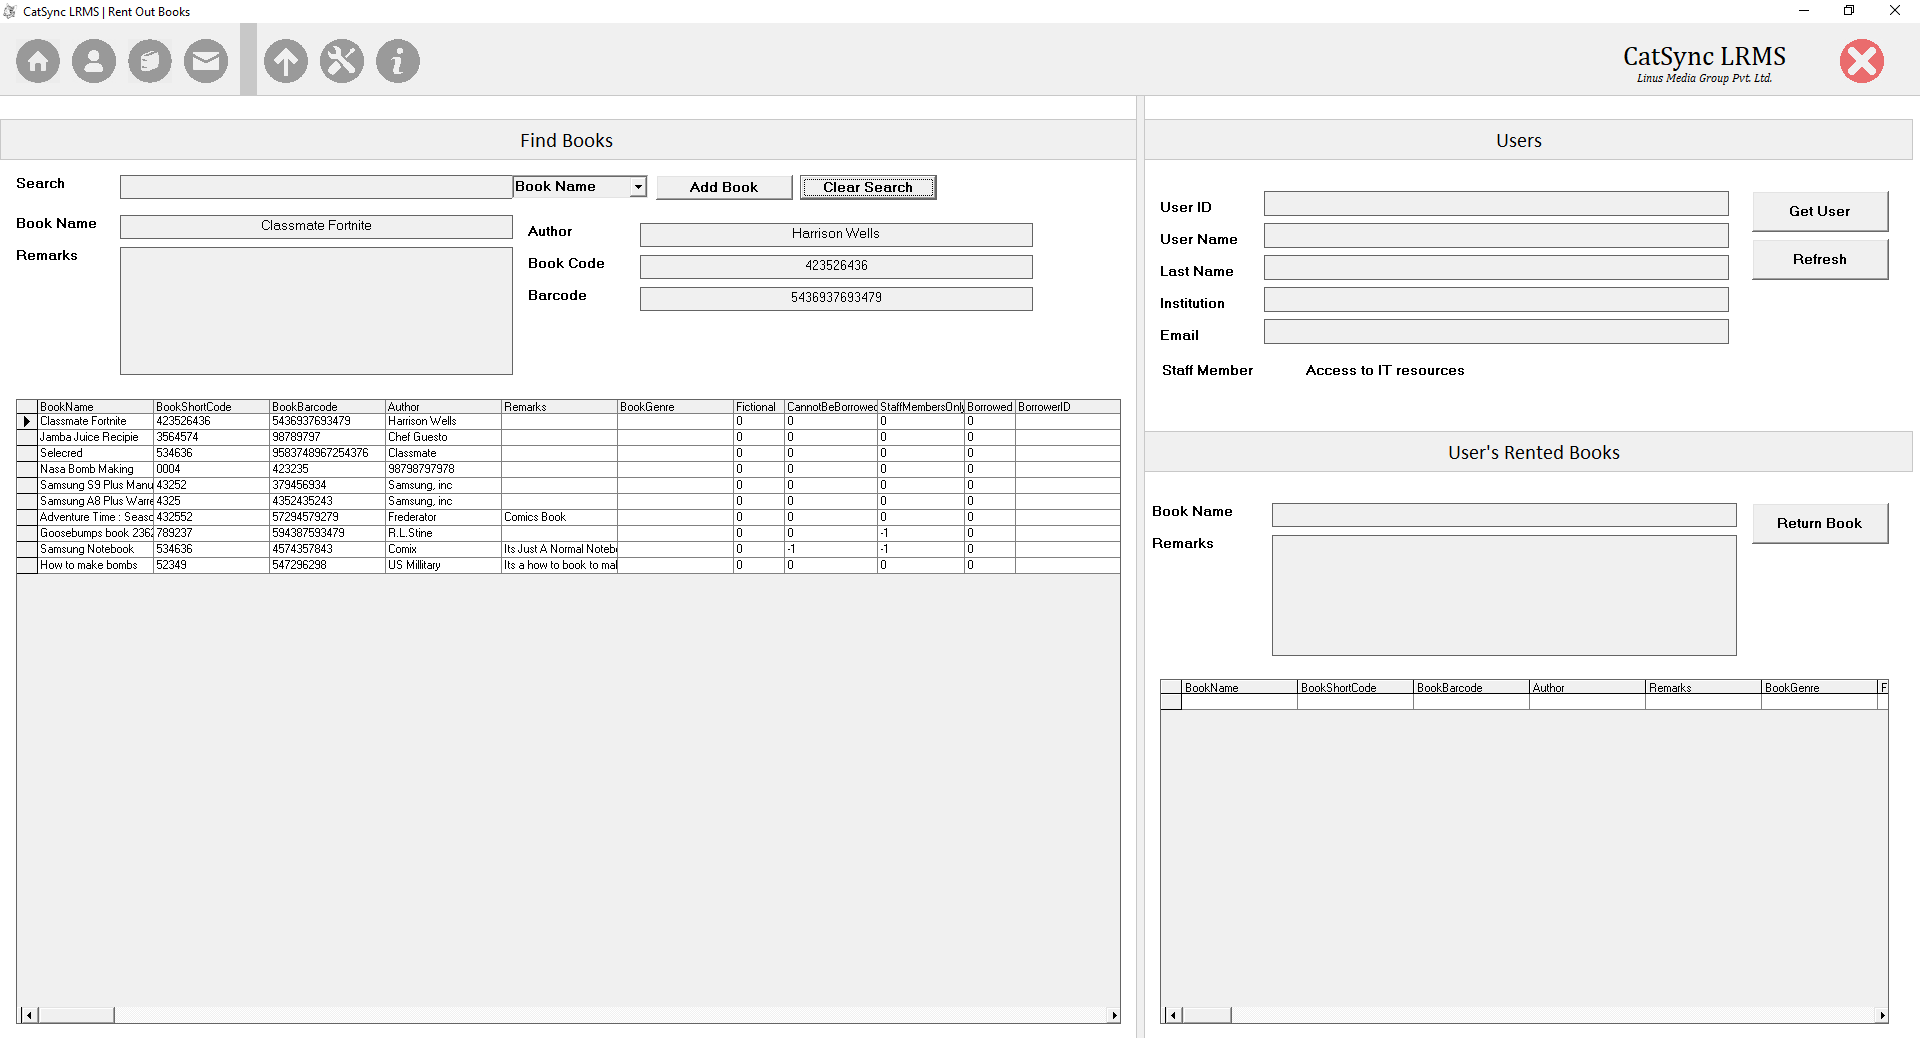 CatSync LRMS | Rent Out Books
CatSync LRMS
Linus Media Group Pvt. Ltd.
Find Books
Search
Book Name
Add Book
Clear Search
Book Name
Classmate Fortnite
Remarks
Author
Harrison Wells
Book Code
423526436
Barcode
5436937693479
BookName BookShortCode BookBarcode Author Remarks BookGenre Fictional CannotBeBorrowed StaffMembersOnly Borrowed BorrowerID
Classmate Fortnite 423526436 5436937693479 Harrison Wells 0 0 0 0
Jamba Juice Recipie 3564574 98789797 Chef Guesto 0 0 0 0
Selecred 534636 9583748967254376 Classmate 0 0 0 0
Nasa Bomb Making 0004 423235 98798797978 0 0 0 0
Samsung S9 Plus Manu 43252 379456934 Samsung, inc 0 0 0 0
Samsung A8 Plus Warre 4325 4352435243 Samsung, inc 0 0 0 0
Adventure Time : Seaso 432552 57294579279 Frederator Comics Book 0 0 0 0
Goosebumps book 2362 789237 594387593479 R.L.Stine 0 0 -1 0
Samsung Notebook 534636 4574357843 Comix Its Just A Normal Noteb 0 -1 -1 0
How to make bombs 52349 547296298 US Millitary Its a how to book to mal 0 0 0 0
Users
User ID
Get User
User Name
Last Name
Refresh
Institution
Email
Staff Member
Access to IT resources
User's Rented Books
Book Name
Return Book
Remarks
BookName BookShortCode BookBarcode Author Remarks BookGenre F